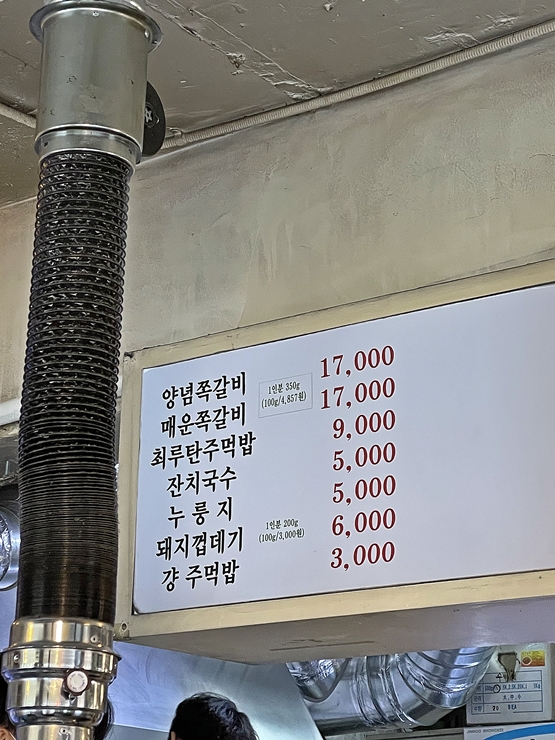 양념쪽갈비 17,000
1인분 350g
(100g/4,857원)
매운쪽갈비 17,000
최루탄주먹밥 9,000
잔치국수 5,000
누룽지 5,000
돼지껍데기 6,000
1인분 200g
(100g/3,000원)
걍 주먹밥 3,000